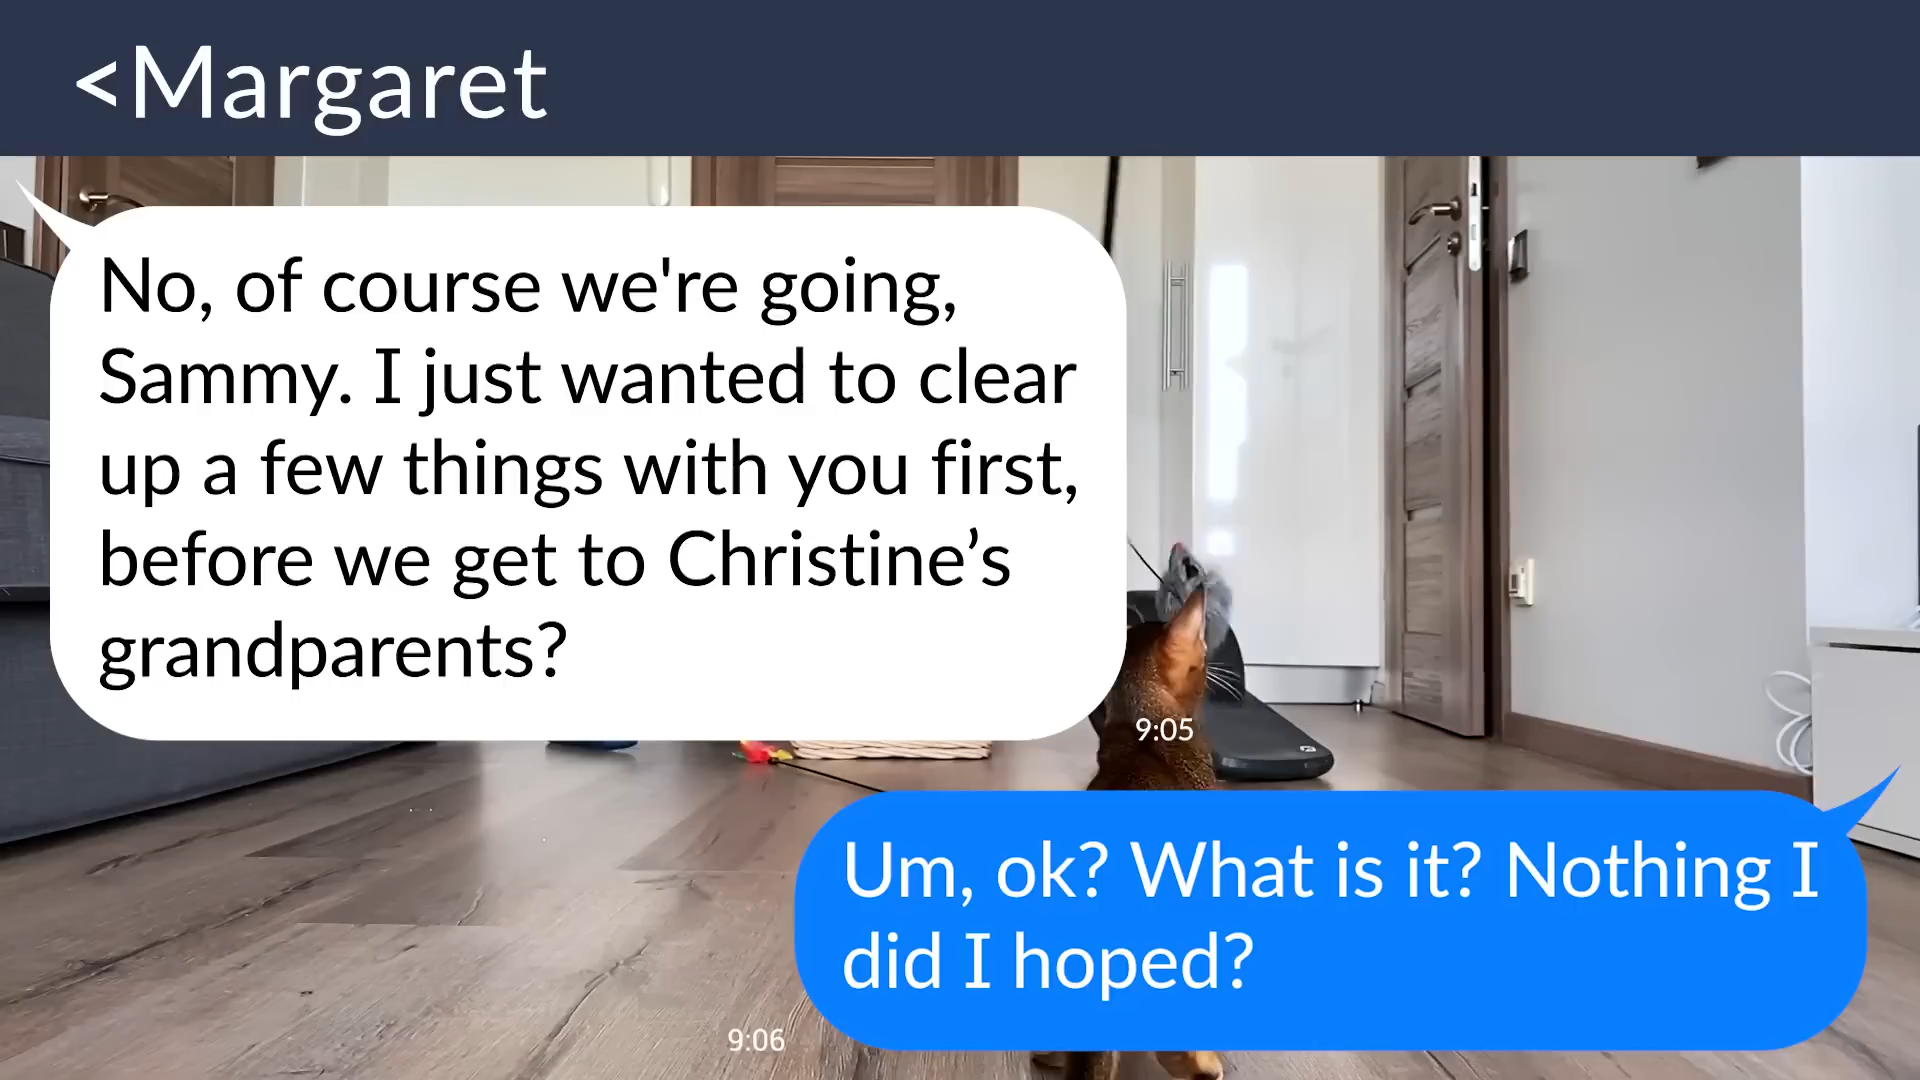 <Margaret
No, of course we're going,
Sammy. I just wanted to clear
up a few things with you first,
before we get to Christine’s
grandparents?
9:05
Um, ok? What is it? Nothing I
did I hoped?
9:06